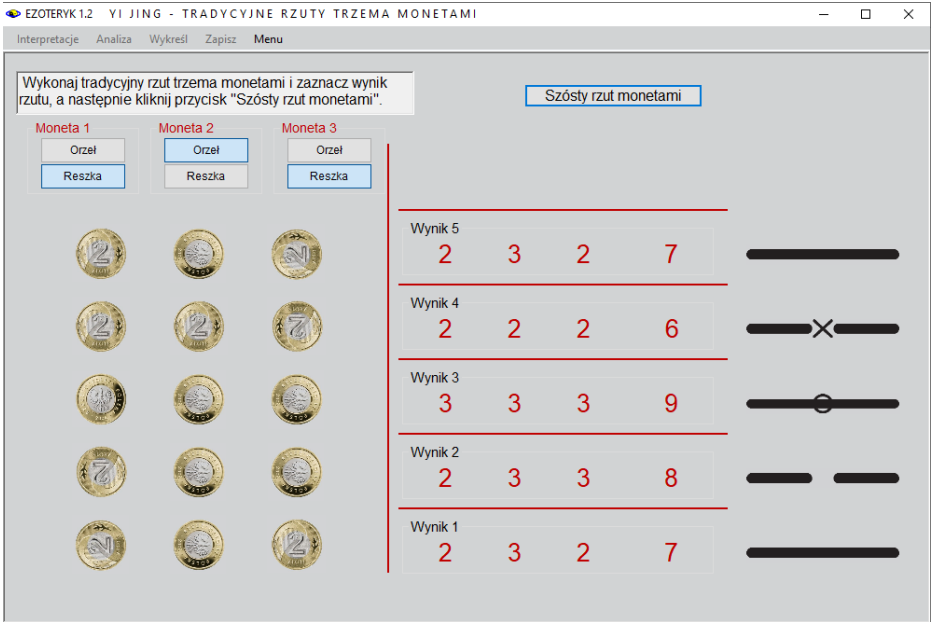 EZOTERYK 1.2 YI JING - TRADYCYJNE RZUTY TRZEMA MONETAMI
Interpretacje Analiza Wykreśl Zapisz Menu
Wykonaj tradycyjny rzut trzema monetami i zaznacz wynik
rzutu, a następnie kliknij przycisk "Szósty rzut monetami".
Szósty rzut monetami
Moneta 1 Moneta 2 Moneta 3
Orzeł Orzeł Orzeł
Reszka Reszka Reszka
Wynik 5
2 3 2 7
Wynik 4
2 2 2 6
Wynik 3
3 3 3 9
Wynik 2
2 3 3 8
Wynik 1
2 3 2 7